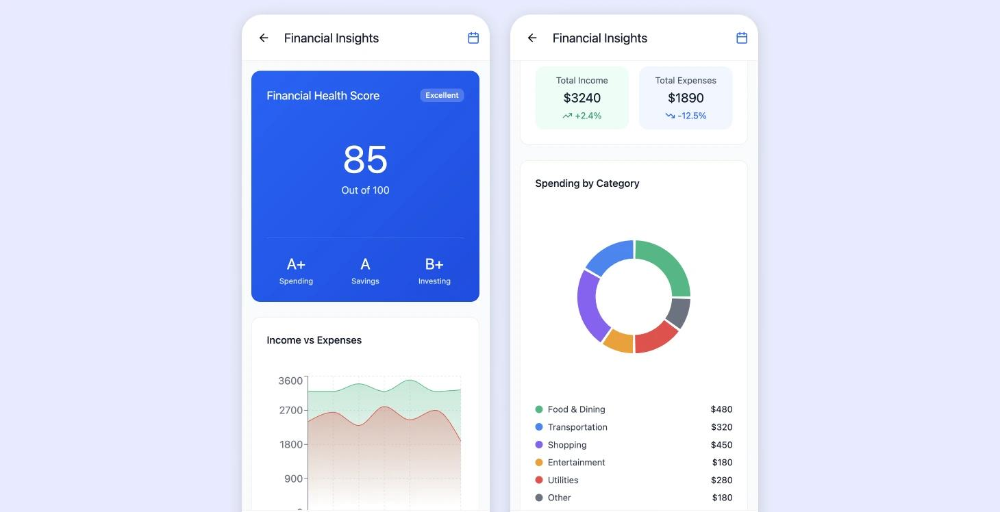 Financial Insights
Financial Health Score
Excellent
85
Out of 100
A+
Spending
A
Savings
B+
Investing
Income vs Expenses
3600
2700
1800
900
Financial Insights
Total Income
$3240
+2.4%
Total Expenses
$1890
-12.5%
Spending by Category
Food & Dining $480
Transportation $320
Shopping $450
Entertainment $180
Utilities $280
Other $180